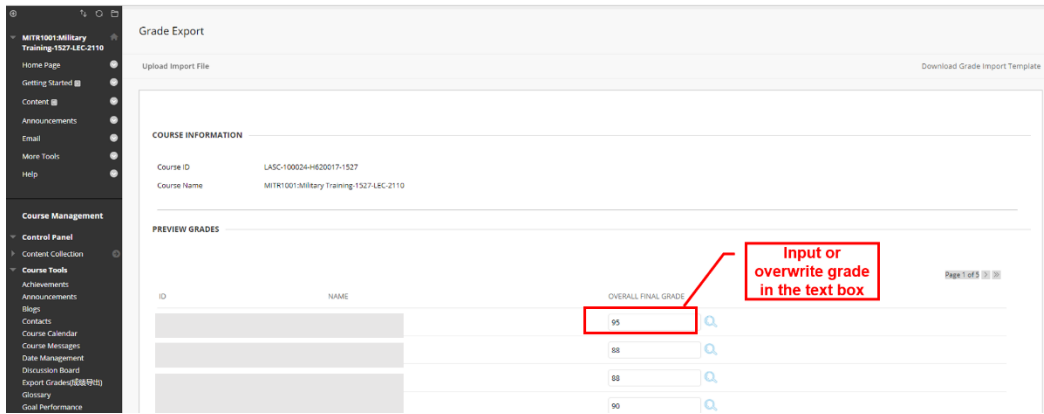 MITR1001:Military
Training-1527-LEC-2110
Home Page
Getting Started
Content
Announcements
Email
More Tools
Help
Course Management
Control Panel
Content Collection
Course Tools
Achievements
Announcements
Blogs
Contacts
Course Calendar
Course Messages
Date Management
Discussion Board
Export Grades(成绩导出)
Glossary
Goal Performance
Grade Export
Upload Import File
Download Grade Import Template
COURSE INFORMATION
Course ID LASC-100024-H620017-1527
Course Name MITR1001:Military Training-1527-LEC-2110
PREVIEW GRADES
Input or
overwrite grade
in the text box
Page 1 of 5
ID NAME OVERALL FINAL GRADE
95
88
88
90